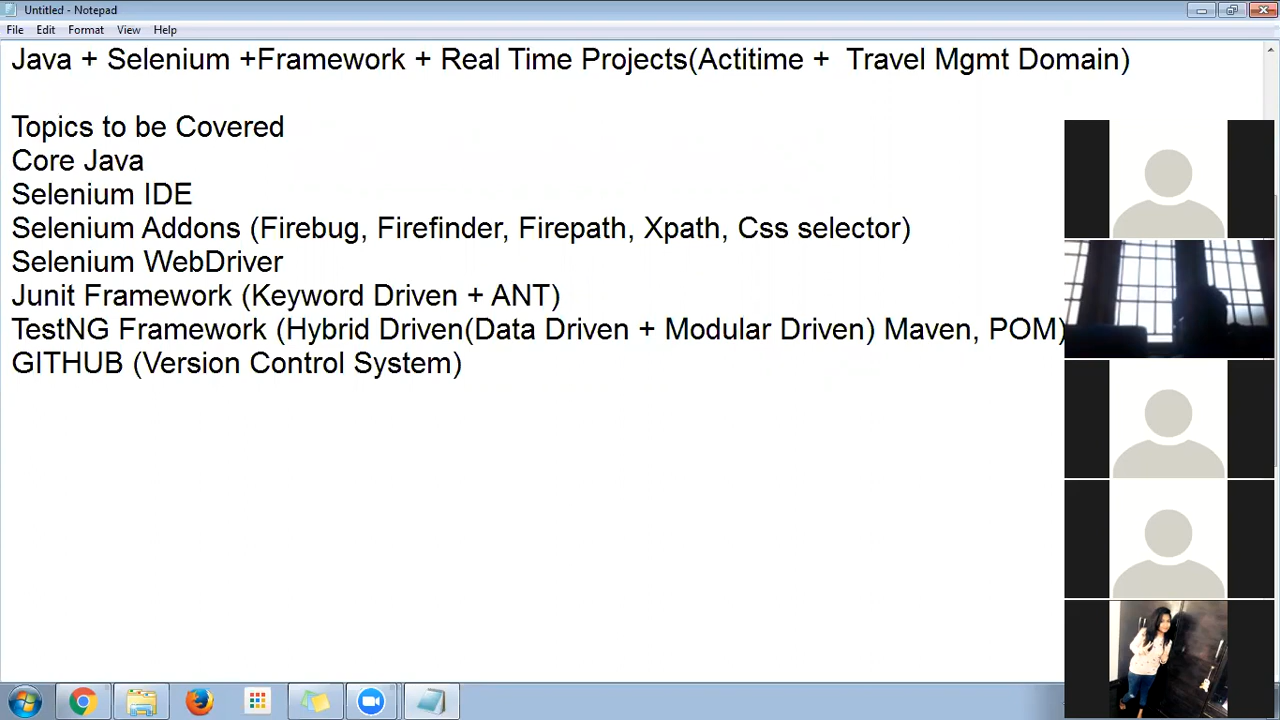 Untitled - Notepad
File Edit Format View Help
Java + Selenium +Framework + Real Time Projects(Actitime +  Travel Mgmt Domain)
Topics to be Covered
Core Java
Selenium IDE
Selenium Addons (Firebug, Firefinder, Firepath, Xpath, Css selector)
Selenium WebDriver
Junit Framework (Keyword Driven + ANT)
TestNG Framework (Hybrid Driven(Data Driven + Modular Driven) Maven, POM)
GITHUB (Version Control System)